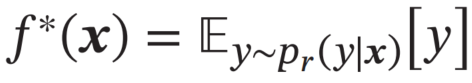 f*(x) = 𝔼_{y∼p_r(y|x)}[y]